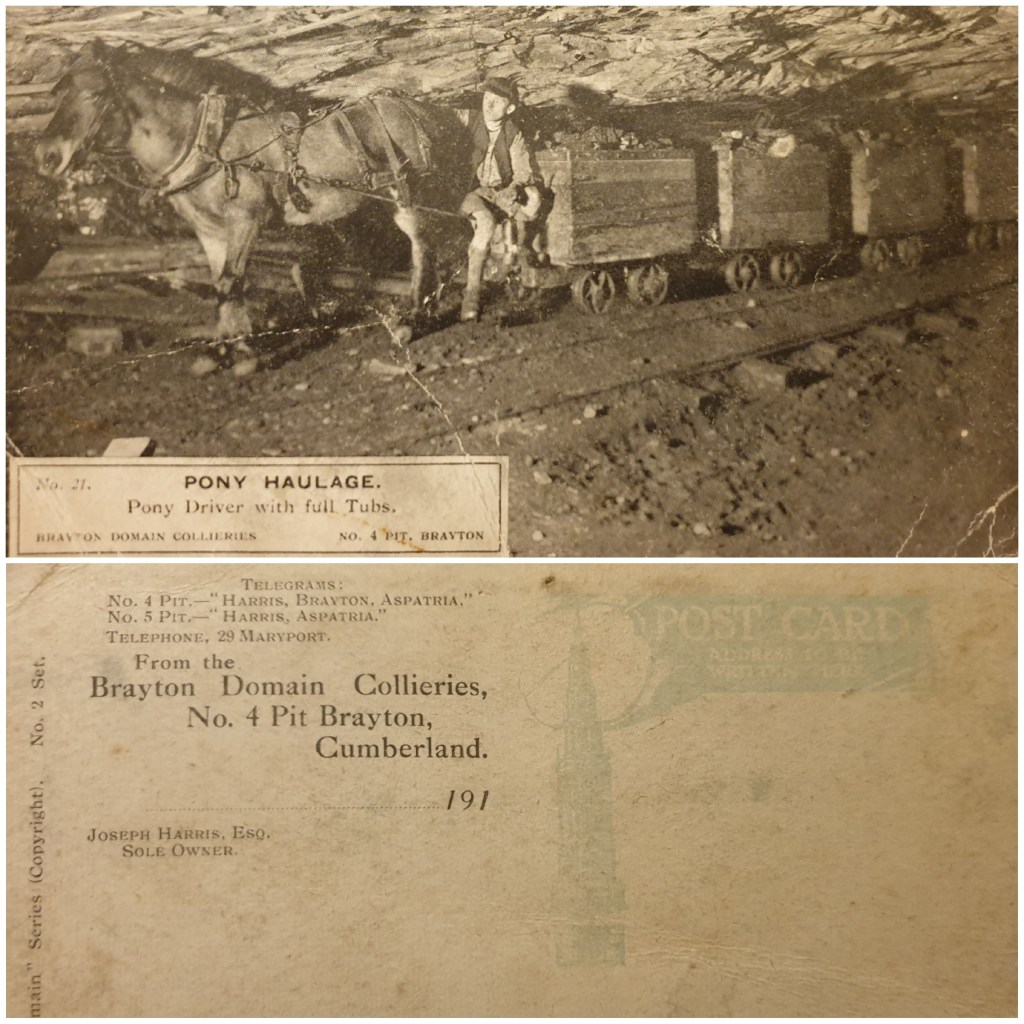 No. 21.
PONY HAULAGE.
Pony Driver with full Tubs.
BRAYTON DOMAIN COLLIERIES
NO. 4 PIT, BRAYTON
TELEGRAMS:
NO. 4 PIT.—"HARRIS, BRAYTON, ASPATRIA."
NO. 5 PIT.—"HARRIS, ASPATRIA."
TELEPHONE, 29 MARYPORT.
From the
Brayton Domain Collieries,
No. 4 Pit Brayton,
Cumberland.
191
JOSEPH HARRIS, ESQ.
SOLE OWNER.
main" Series (Copyright). No. 2 Set.
POST CARD
ADDRESS